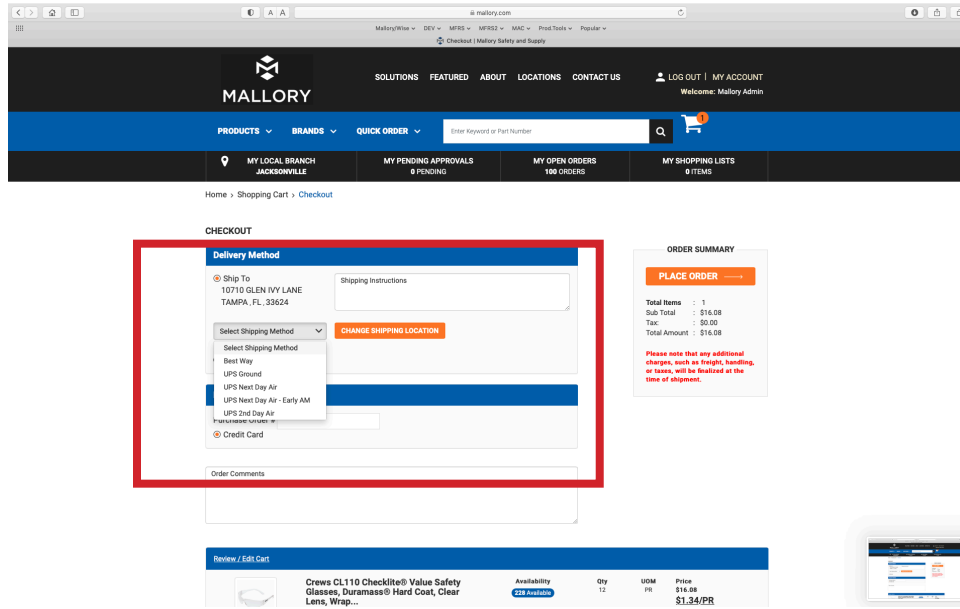 A A
mallory.com
Mallory/Wise DEV MFRS MFRS2 MAC Prod.Tools Popular
Checkout | Mallory Safety and Supply
MALLORY
SOLUTIONS FEATURED ABOUT LOCATIONS CONTACT US
LOG OUT | MY ACCOUNT
Welcome: Mallory Admin
PRODUCTS BRANDS QUICK ORDER
Enter Keyword or Part Number
1
MY LOCAL BRANCH
JACKSONVILLE
MY PENDING APPROVALS
0 PENDING
MY OPEN ORDERS
100 ORDERS
MY SHOPPING LISTS
0 ITEMS
Home › Shopping Cart › Checkout
CHECKOUT
Delivery Method
Ship To
10710 GLEN IVY LANE
TAMPA , FL , 33624
Shipping Instructions
Select Shipping Method
CHANGE SHIPPING LOCATION
Select Shipping Method
Best Way
UPS Ground
UPS Next Day Air
UPS Next Day Air - Early AM
UPS 2nd Day Air
Purchase Order #
Credit Card
Order Comments
ORDER SUMMARY
PLACE ORDER
Total Items : 1
Sub Total : $16.08
Tax: : $0.00
Total Amount : $16.08
Please note that any additional
charges, such as freight, handling,
or taxes, will be finalized at the
time of shipment.
Review / Edit Cart
Crews CL110 Checklite® Value Safety
Glasses, Duramass® Hard Coat, Clear
Lens, Wrap...
Availability
228 Available
Qty
12
UOM
PR
Price
$16.08
$1.34/PR